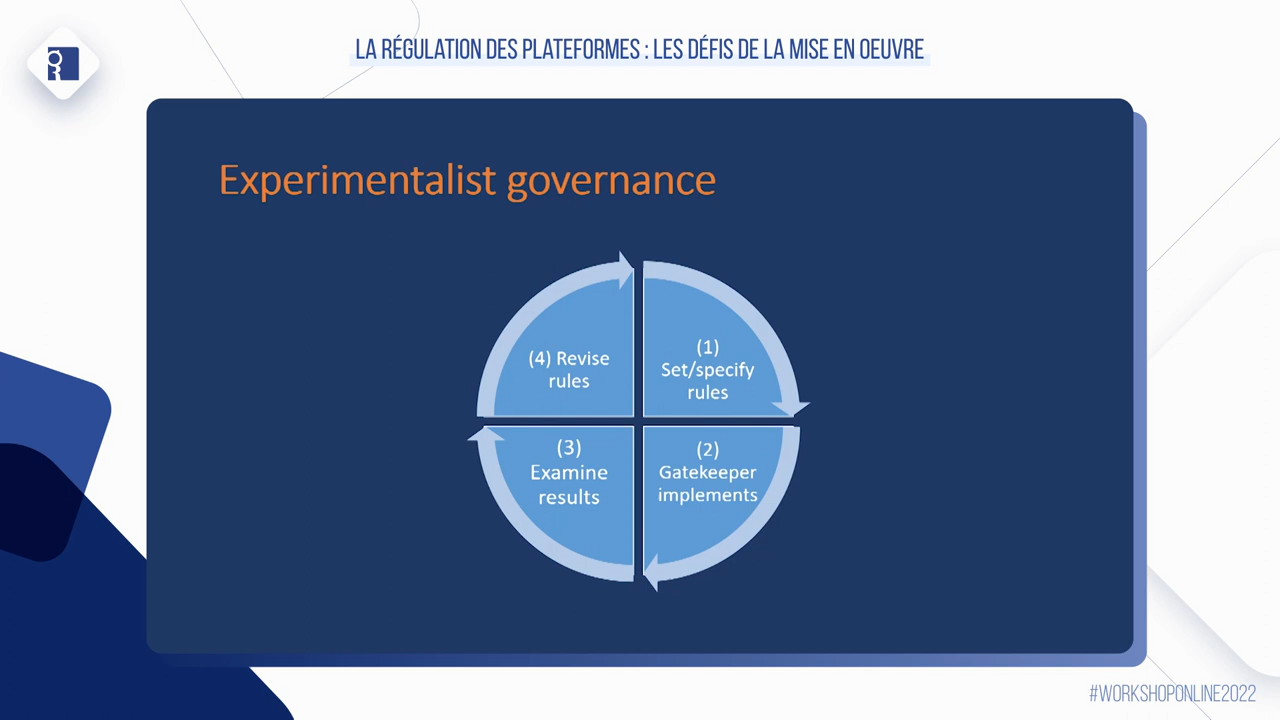 LA RÉGULATION DES PLATEFORMES : LES DÉFIS DE LA MISE EN OEUVRE
Experimentalist governance
(1)
Set/specify
rules
(2)
Gatekeeper
implements
(3)
Examine
results
(4) Revise
rules
#WORKSHOPONLINE2022